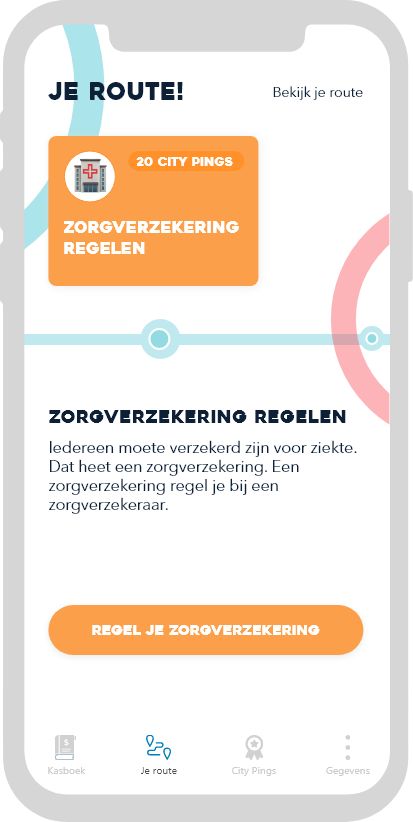 JE ROUTE!
Bekijk je route
20 CITY PINGS
ZORGVERZEKERING
REGELEN
ZORGVERZEKERING REGELEN
Iedereen moete verzekerd zijn voor ziekte.
Dat heet een zorgverzekering. Een
zorgverzekering regel je bij een
zorgverzekeraar.
REGEL JE ZORGVERZEKERING
Kasboek
Je route
City Pings
Gegevens